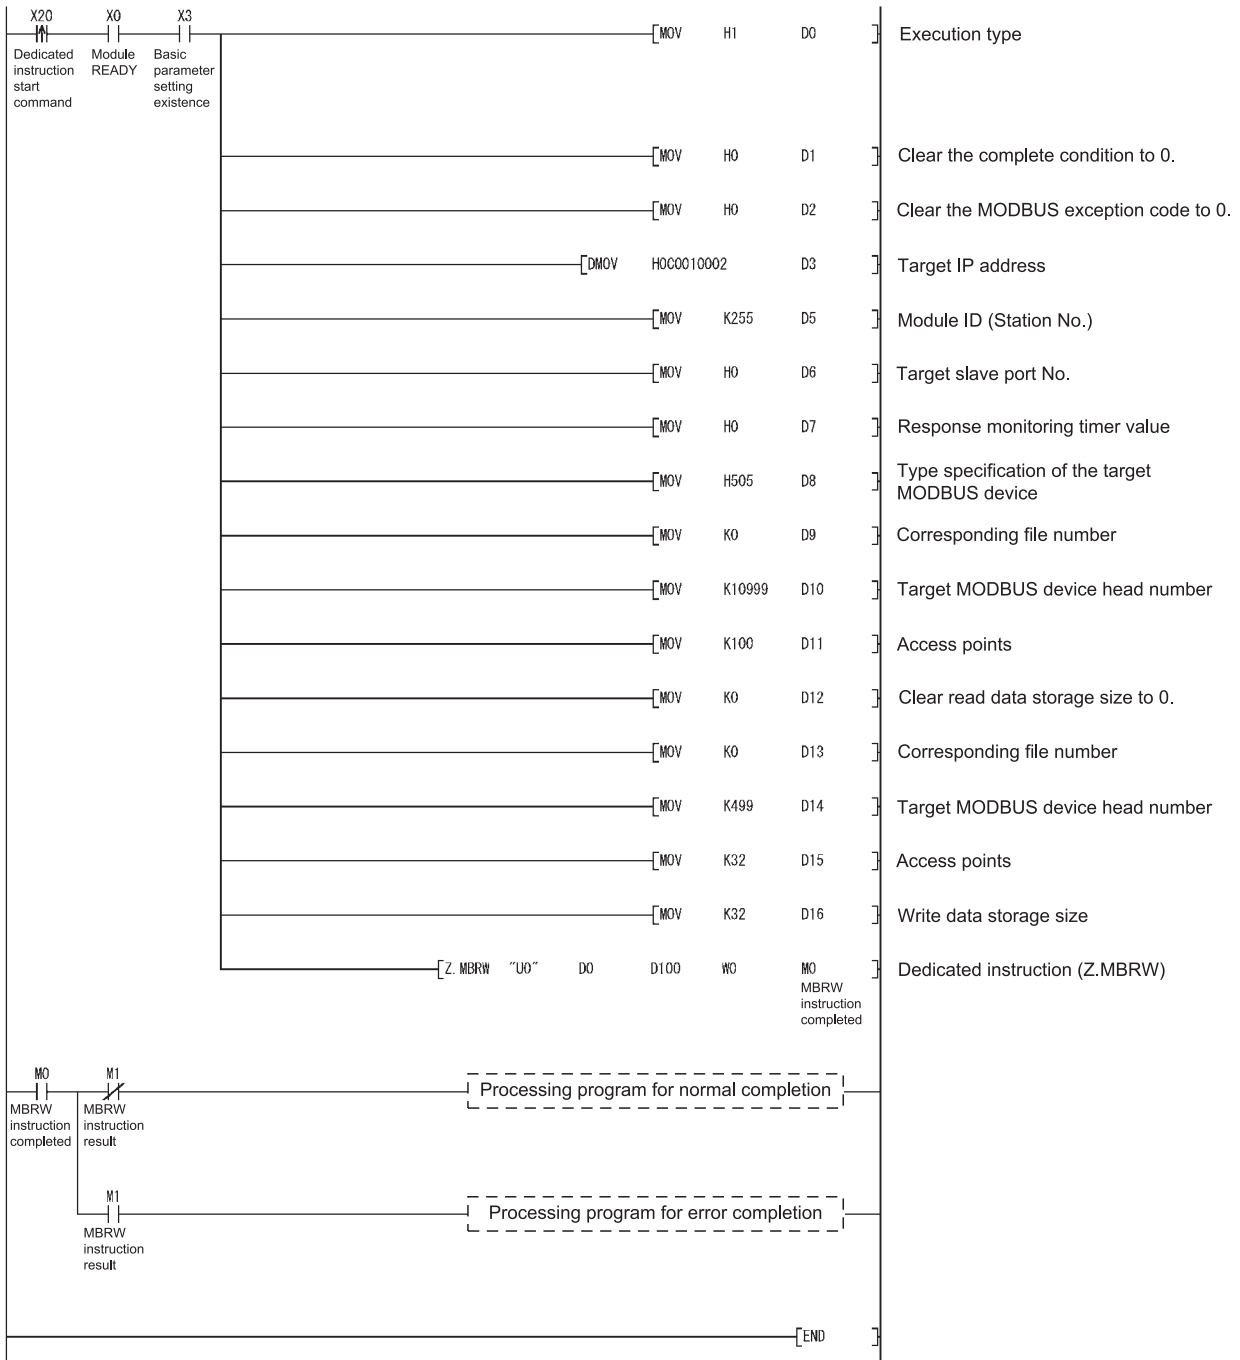 X20 X0 X3
[MOV H1 D0 ] Execution type
Dedicated instruction start command
Module READY
Basic parameter setting existence
[MOV H0 D1 ] Clear the complete condition to 0.
[MOV H0 D2 ] Clear the MODBUS exception code to 0.
[DMOV H0C0010002 D3 ] Target IP address
[MOV K255 D5 ] Module ID (Station No.)
[MOV H0 D6 ] Target slave port No.
[MOV H0 D7 ] Response monitoring timer value
[MOV H505 D8 ] Type specification of the target MODBUS device
[MOV K0 D9 ] Corresponding file number
[MOV K10999 D10 ] Target MODBUS device head number
[MOV K100 D11 ] Access points
[MOV K0 D12 ] Clear read data storage size to 0.
[MOV K0 D13 ] Corresponding file number
[MOV K499 D14 ] Target MODBUS device head number
[MOV K32 D15 ] Access points
[MOV K32 D16 ] Write data storage size
[Z.MBRW "U0" D0 D100 W0 M0 ] Dedicated instruction (Z.MBRW)
MBRW instruction completed
M0 M1
Processing program for normal completion
MBRW instruction completed
MBRW instruction result
M1
Processing program for error completion
MBRW instruction result
[END ]